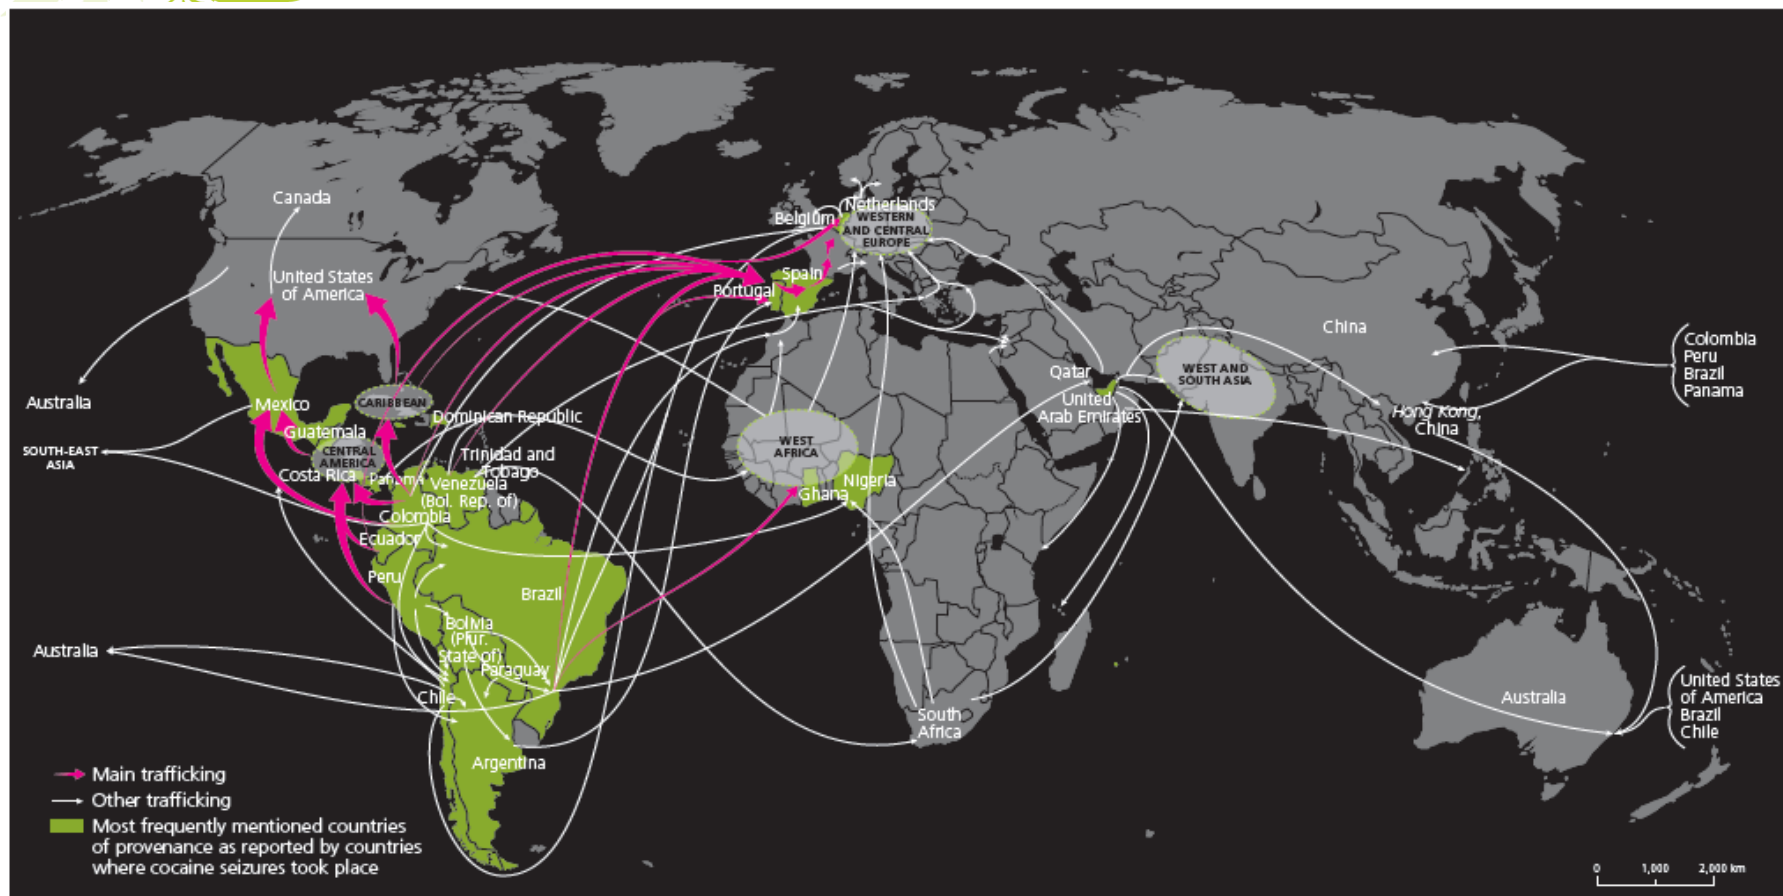 Canada
United States
of America
Australia
Mexico
SOUTH-EAST
ASIA
Guatemala
CARIBBEAN
Dominican Republic
CENTRAL
AMERICA
Costa Rica
Panama
Trinidad and
Tobago
Venezuela
(Bol. Rep. of)
Colombia
Ecuador
Peru
Brazil
Bolivia
(Plur.
State of)
Paraguay
Australia
Chile
Argentina
Netherlands
Belgium
WESTERN
AND CENTRAL
EUROPE
Spain
Portugal
WEST
AFRICA
Nigeria
Ghana
South
Africa
Qatar
United
Arab Emirates
WEST AND
SOUTH ASIA
China
Hong Kong,
China
Colombia
Peru
Brazil
Panama
Australia
United States
of America
Brazil
Chile
Main trafficking
Other trafficking
Most frequently mentioned countries
of provenance as reported by countries
where cocaine seizures took place
0 1,000 2,000 km